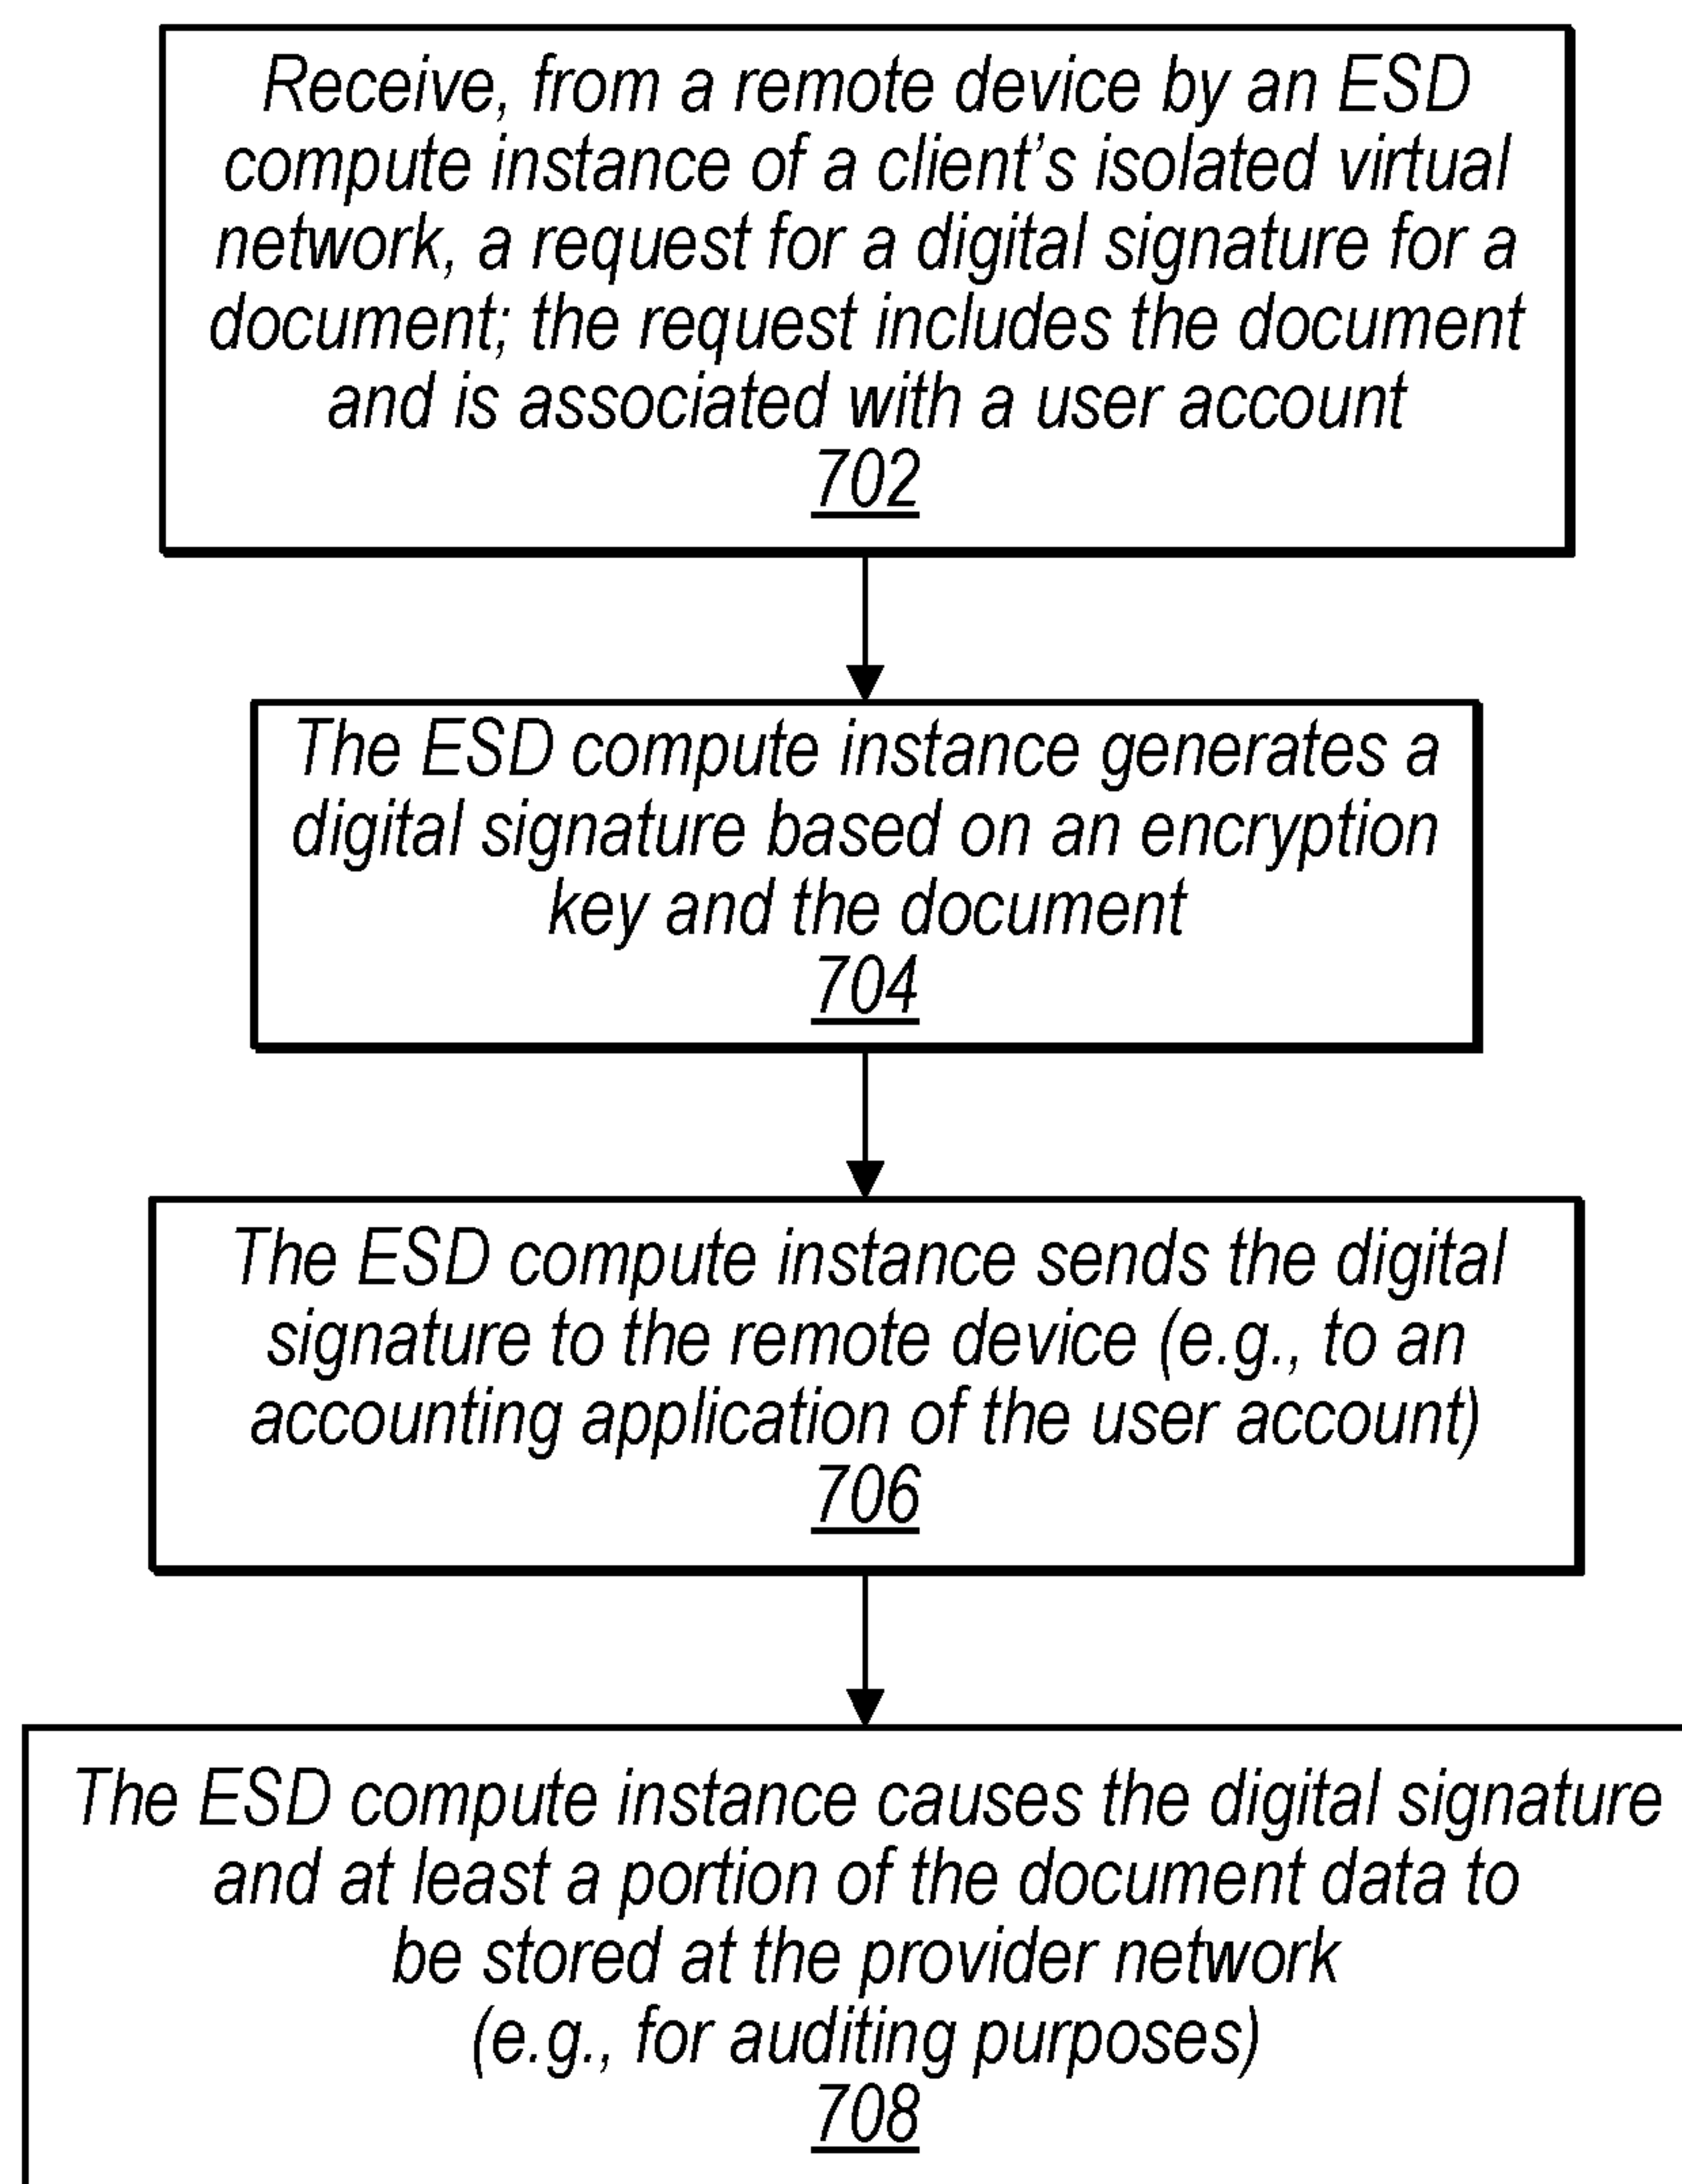 Receive, from a remote device by an ESD
compute instance of a client's isolated virtual
network, a request for a digital signature for a
document; the request includes the document
and is associated with a user account
702
The ESD compute instance generates a
digital signature based on an encryption
key and the document
704
The ESD compute instance sends the digital
signature to the remote device (e.g., to an
accounting application of the user account)
706
The ESD compute instance causes the digital signature
and at least a portion of the document data to
be stored at the provider network
(e.g., for auditing purposes)
708